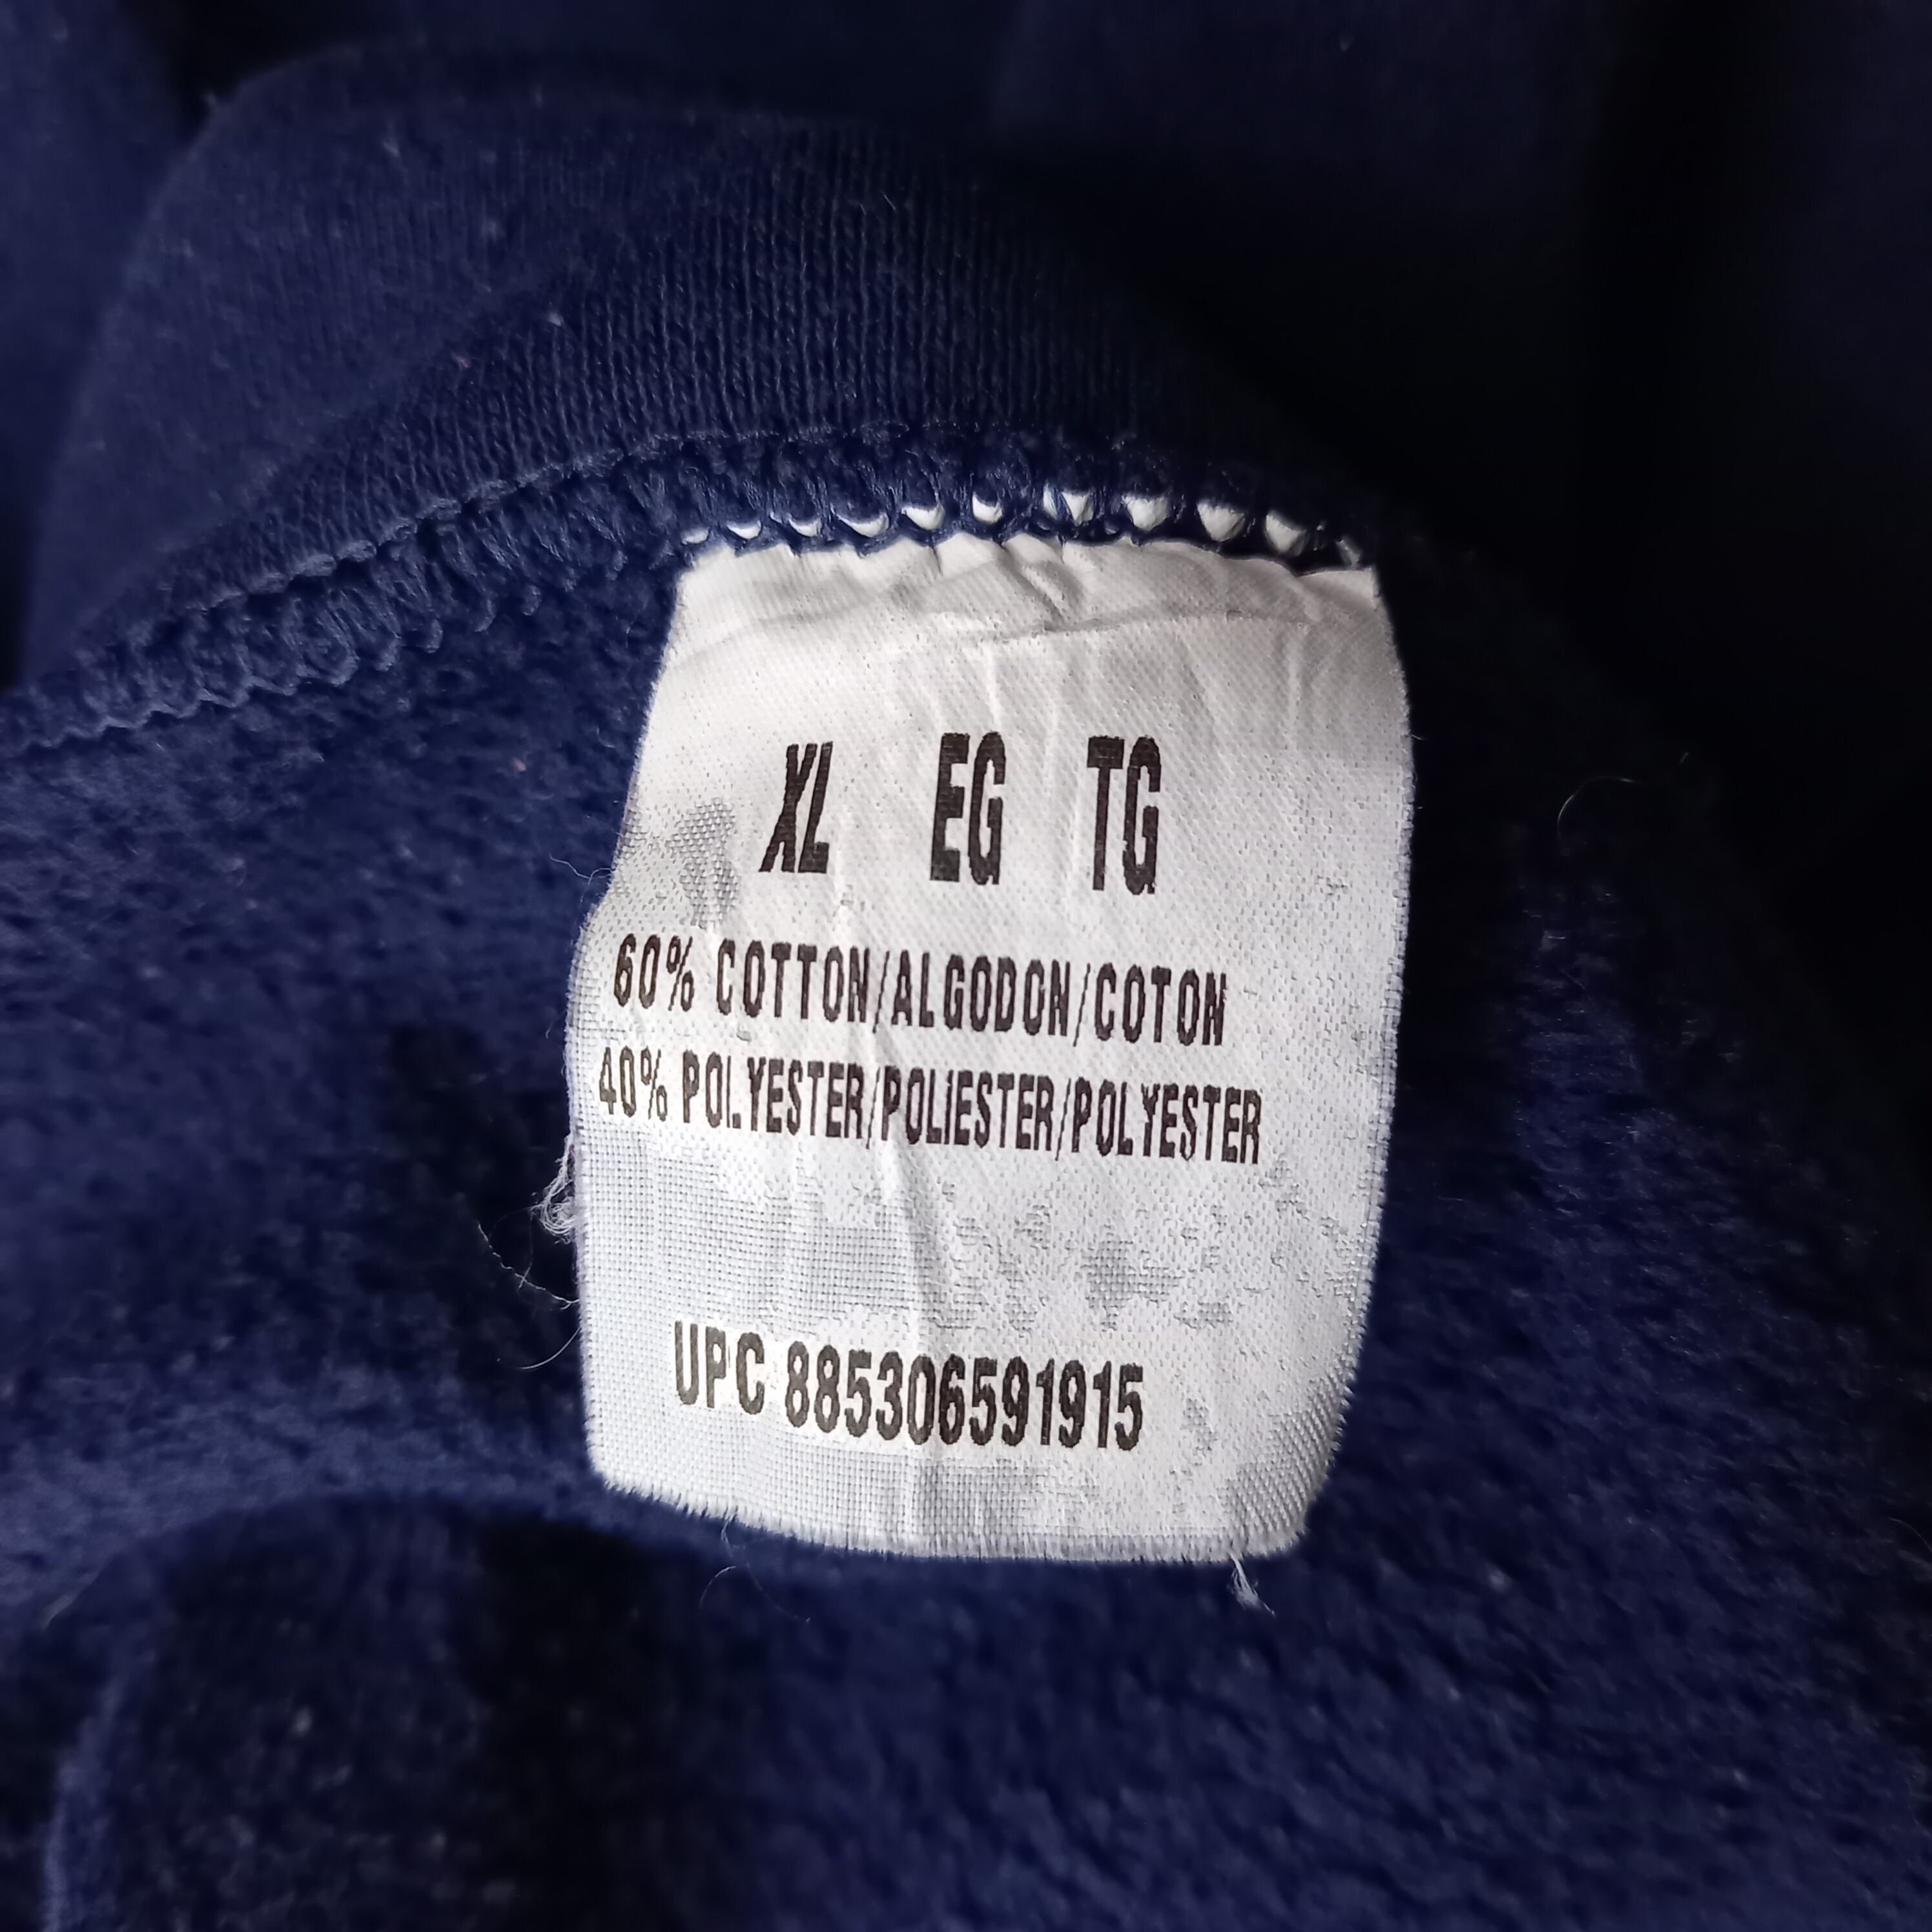 XL EG TG
60% COTTON/ALGODON/COTON
40% POLYESTER/POLIESTER/POLYESTER
UPC 885306591915